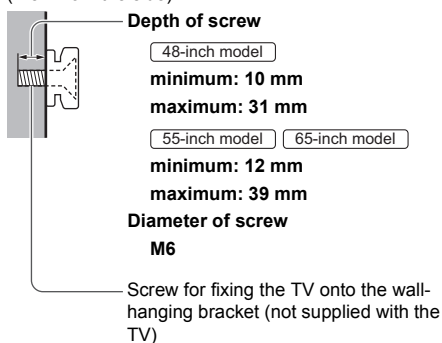 Depth of screw
48-inch model
minimum: 10 mm
maximum: 31 mm
55-inch model 65-inch model
minimum: 12 mm
maximum: 39 mm
Diameter of screw
M6
Screw for fixing the TV onto the wall-
hanging bracket (not supplied with the
TV)